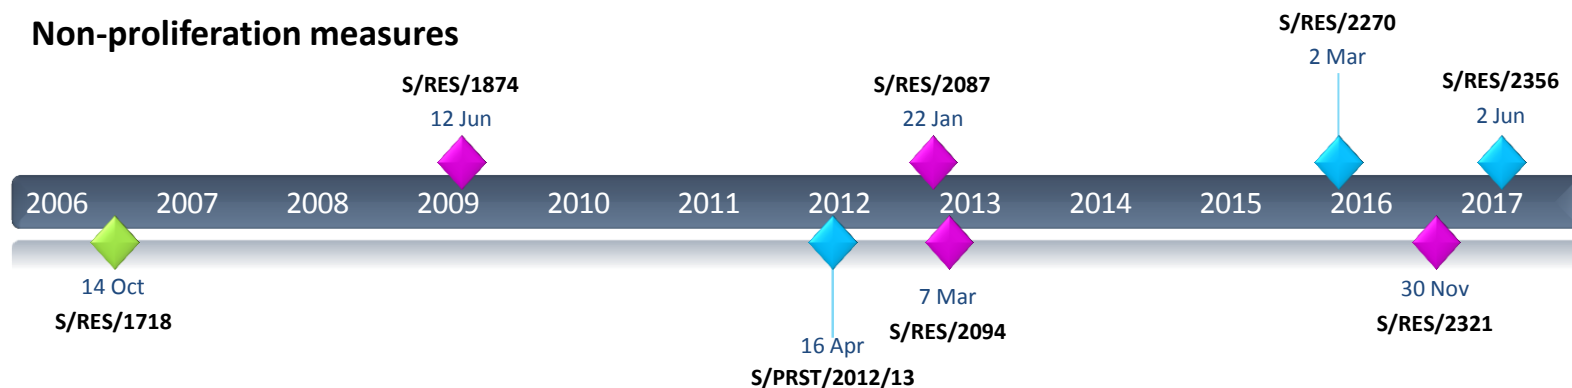 Non-proliferation measures
S/RES/2270
2 Mar
S/RES/1874
12 Jun
S/RES/2087
22 Jan
S/RES/2356
2 Jun
2006 2007 2008 2009 2010 2011 2012 2013 2014 2015 2016 2017
14 Oct
S/RES/1718
16 Apr
S/PRST/2012/13
7 Mar
S/RES/2094
30 Nov
S/RES/2321